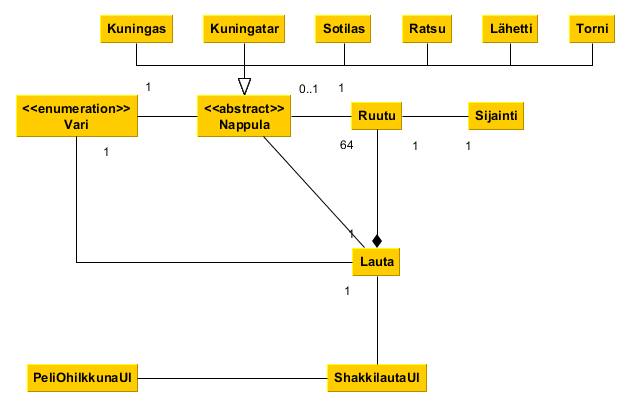 Kuningas
Kuningatar
Sotilas
Ratsu
Lähetti
Torni
1
0..1
1
<<enumeration>>
Vari
<<abstract>>
Nappula
Ruutu
Sijainti
1
64
1
1
1
Lauta
1
PeliOhiIkkunaUI
ShakkilautaUI